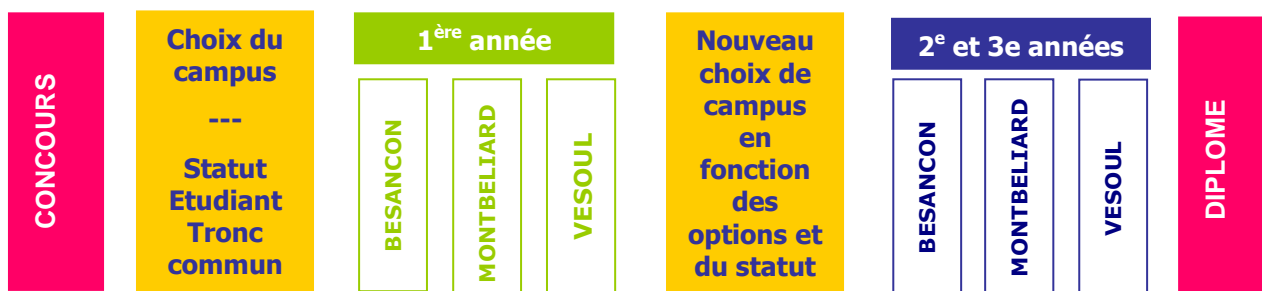 CONCOURS
Choix du
campus
---
Statut
Etudiant
Tronc
commun
1ère année
BESANCON
MONTBELIARD
VESOUL
Nouveau
choix de
campus
en
fonction
des
options et
du statut
2e et 3e années
BESANCON
MONTBELIARD
VESOUL
DIPLOME